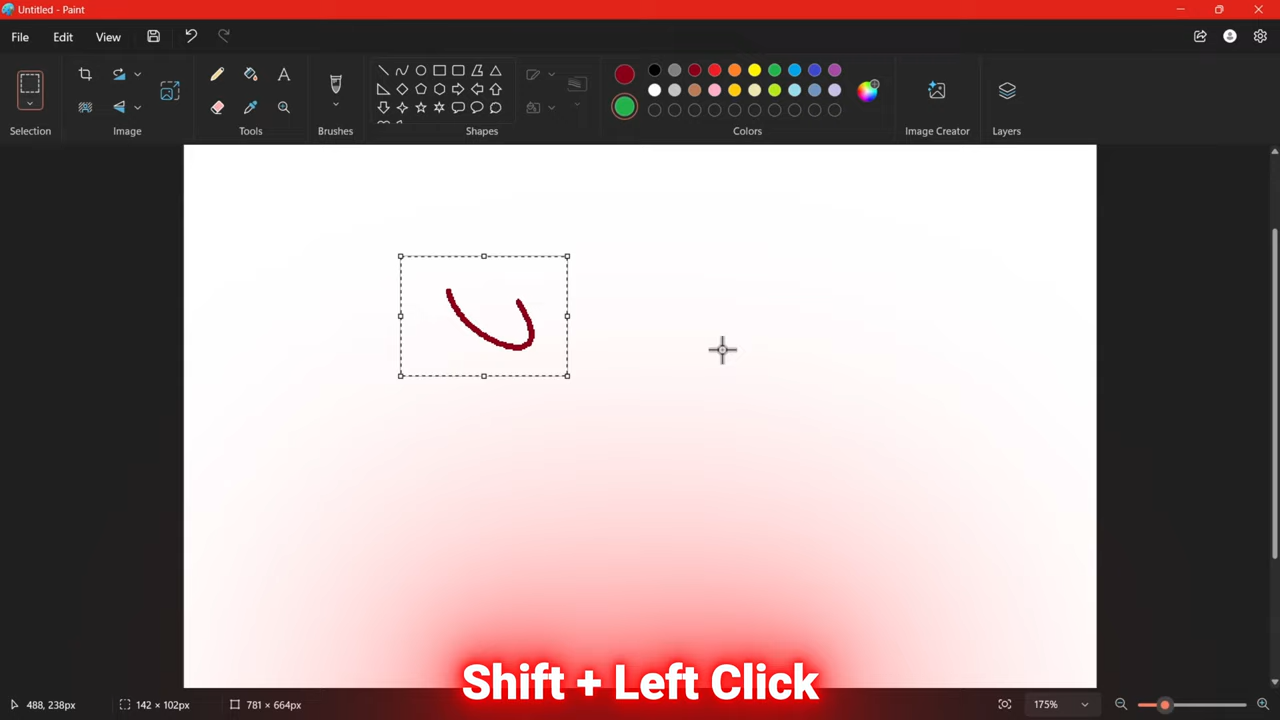 Untitled - Paint
File Edit View
Selection Image Tools Brushes Shapes Colors Image Creator Layers
Shift + Left Click
488, 238px 142 × 102px 781 × 664px 175%